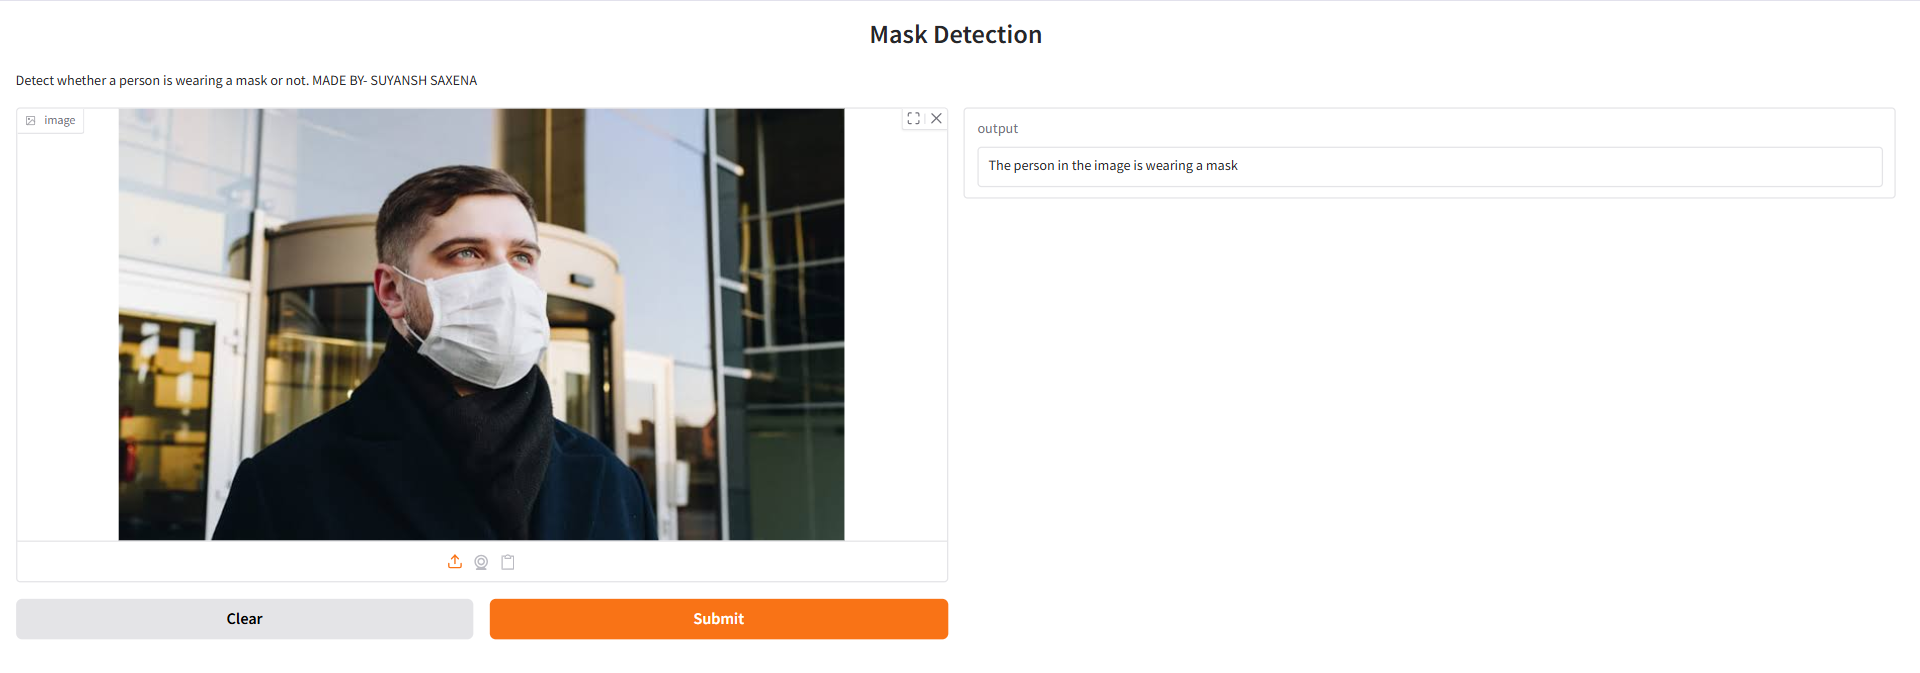 Mask Detection
Detect whether a person is wearing a mask or not. MADE BY- SUYANSH SAXENA
image
output
The person in the image is wearing a mask
Clear
Submit